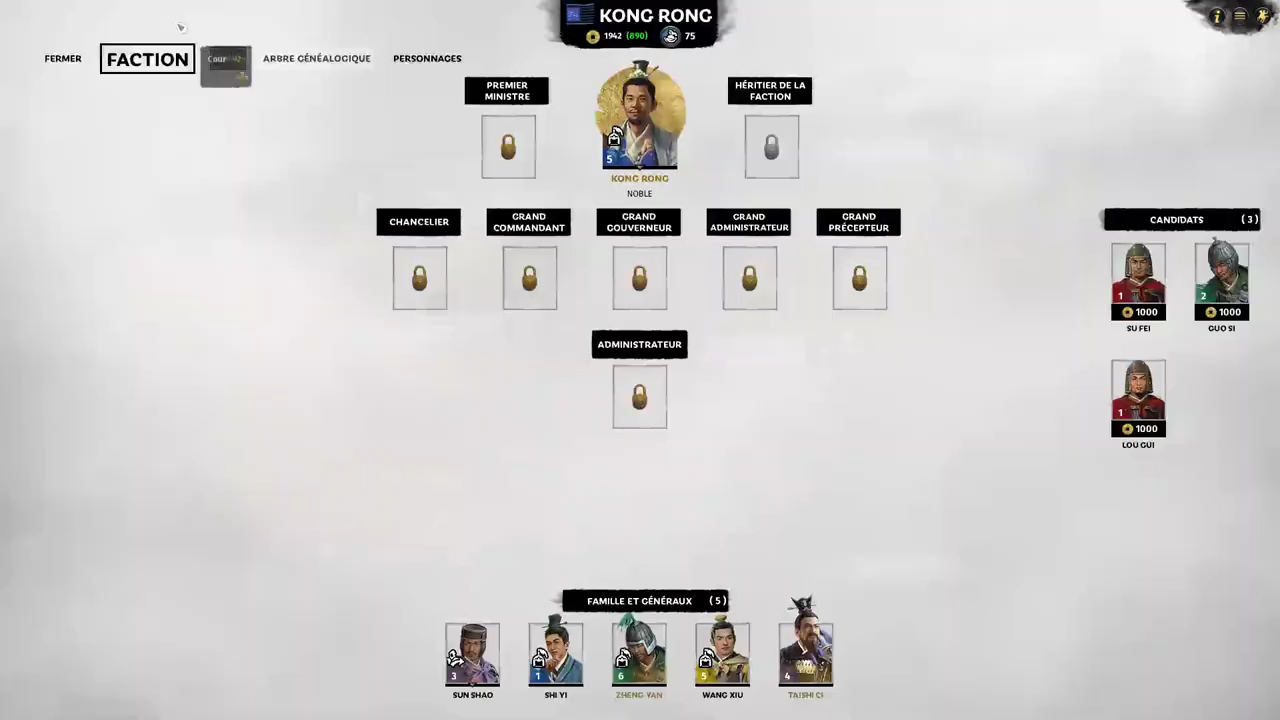 KONG RONG
1942 (890) 75
FERMER FACTION Cour ARBRE GÉNÉALOGIQUE PERSONNAGES
PREMIER
MINISTRE
HÉRITIER DE LA
FACTION
5
KONG RONG
NOBLE
CHANCELIER
GRAND
COMMANDANT
GRAND
GOUVERNEUR
GRAND
ADMINISTRATEUR
GRAND
PRÉCEPTEUR
ADMINISTRATEUR
CANDIDATS (3)
1 2
1000 1000
SU FEI GUO SI
1
1000
LOU GUI
FAMILLE ET GÉNÉRAUX (5)
3 1 6 5 4
SUN SHAO SHI YI ZHENG YAN WANG XIU TAISHI CI